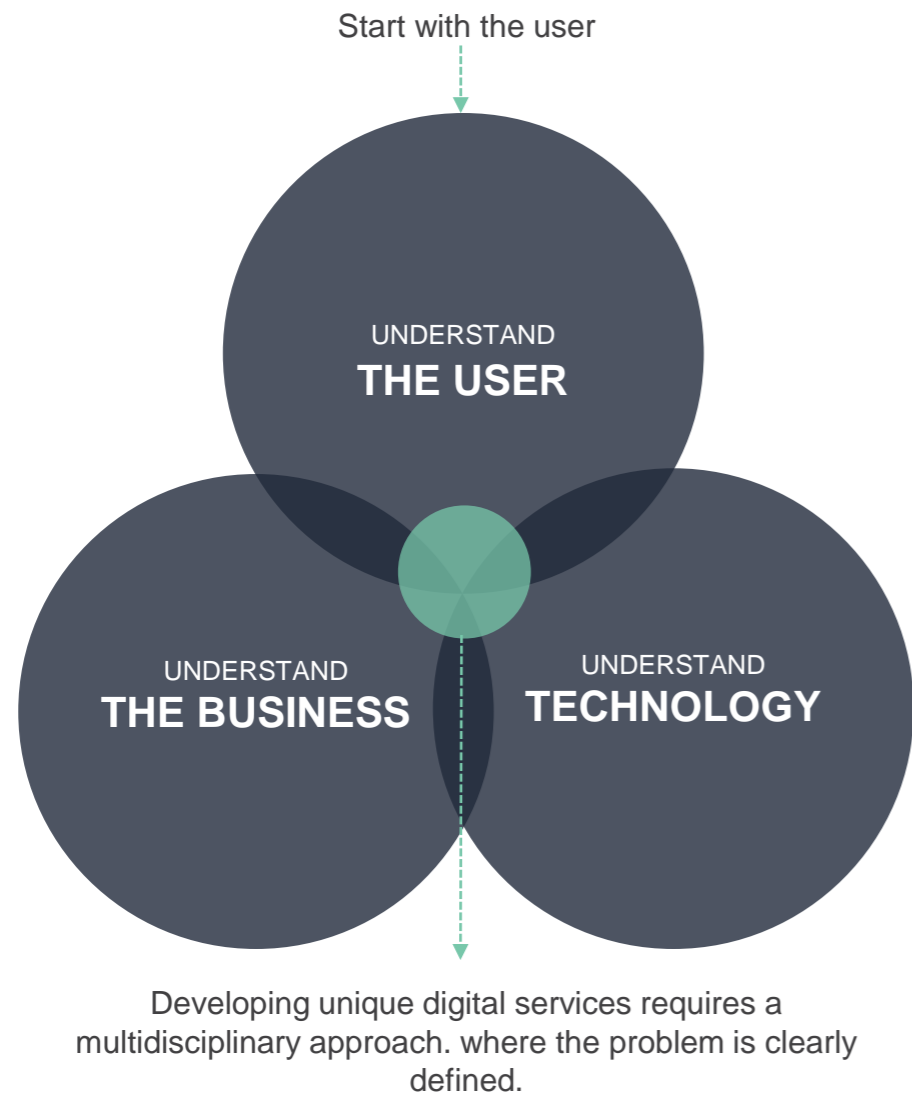 Start with the user
UNDERSTAND
THE USER
UNDERSTAND
THE BUSINESS
UNDERSTAND
TECHNOLOGY
Developing unique digital services requires a
multidisciplinary approach. where the problem is clearly
defined.